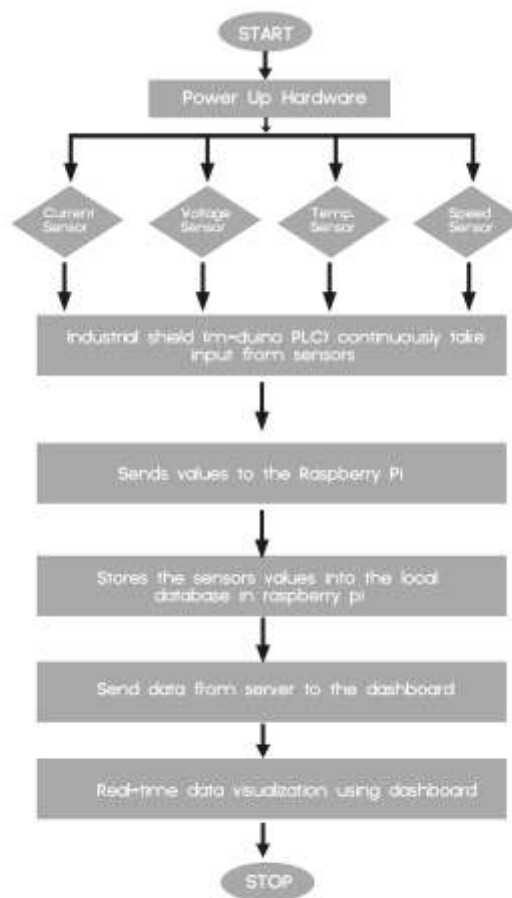 START
Power Up Hardware
Current
Sensor
Voltage
Sensor
Temp.
Sensor
Speed
Sensor
Industrial shield (m-duino PLC) continuously take
input from sensors
Sends values to the Raspberry Pi
Stores the sensors values into the local
database in raspberry pi
Send data from server to the dashboard
Real-time data visualization using dashboard
STOP